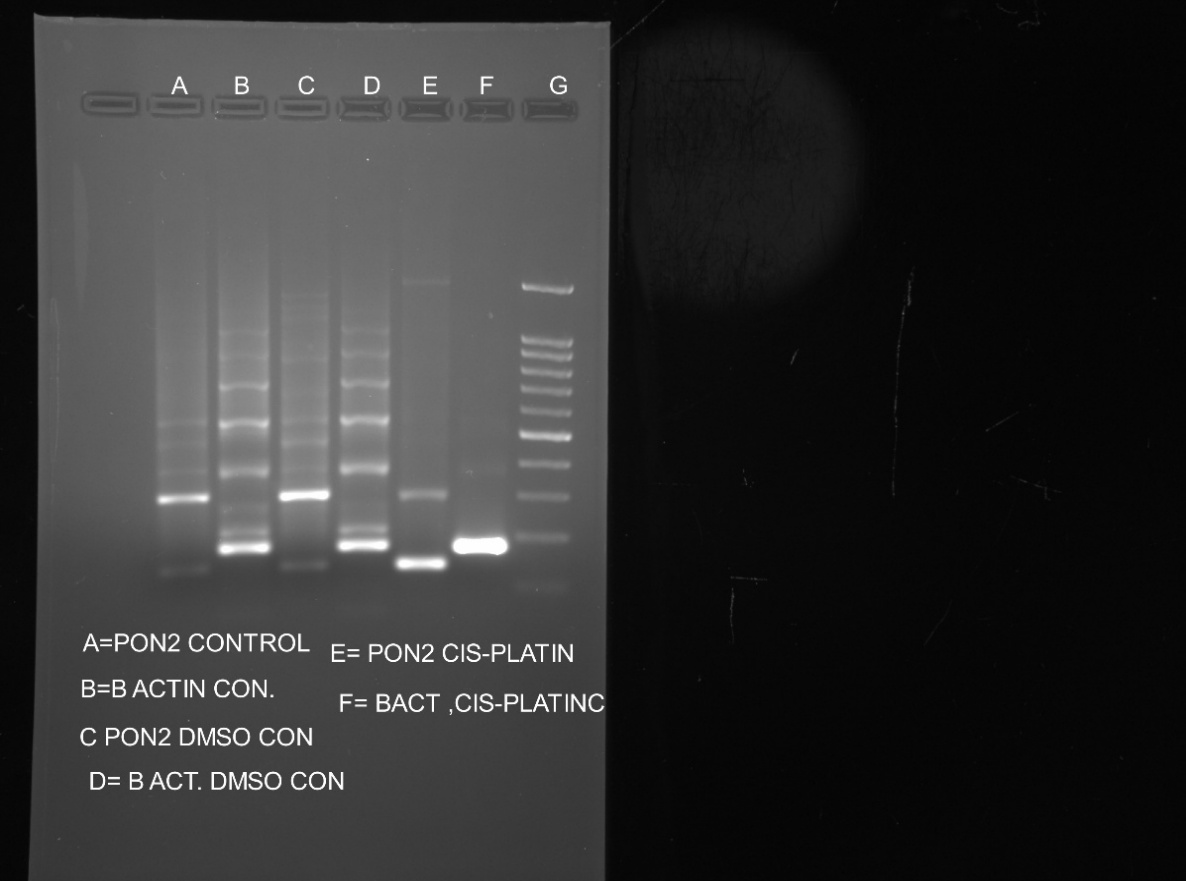 A B C D E F G
A=PON2 CONTROL
B=B ACTIN CON.
C PON2 DMSO CON
D= B ACT. DMSO CON
E= PON2 CIS-PLATIN
F= BACT ,CIS-PLATINC